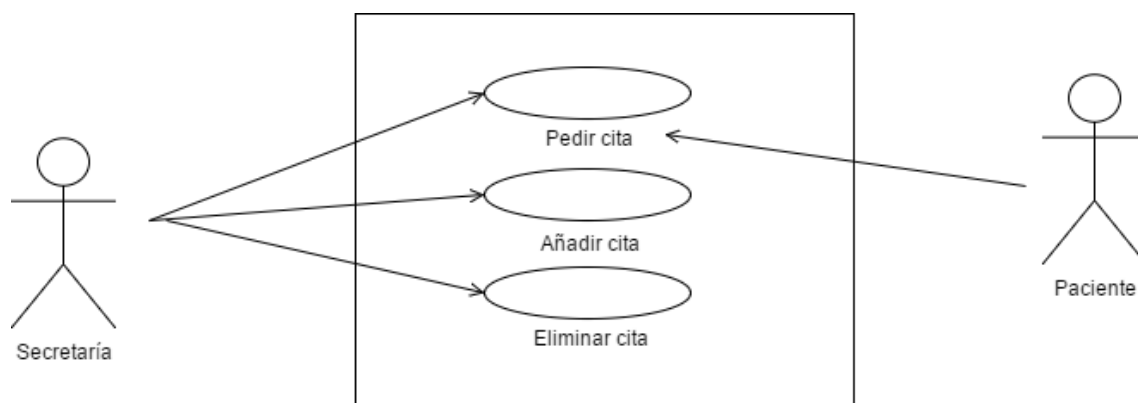 Pedir cita
Añadir cita
Eliminar cita
Secretaría
Paciente